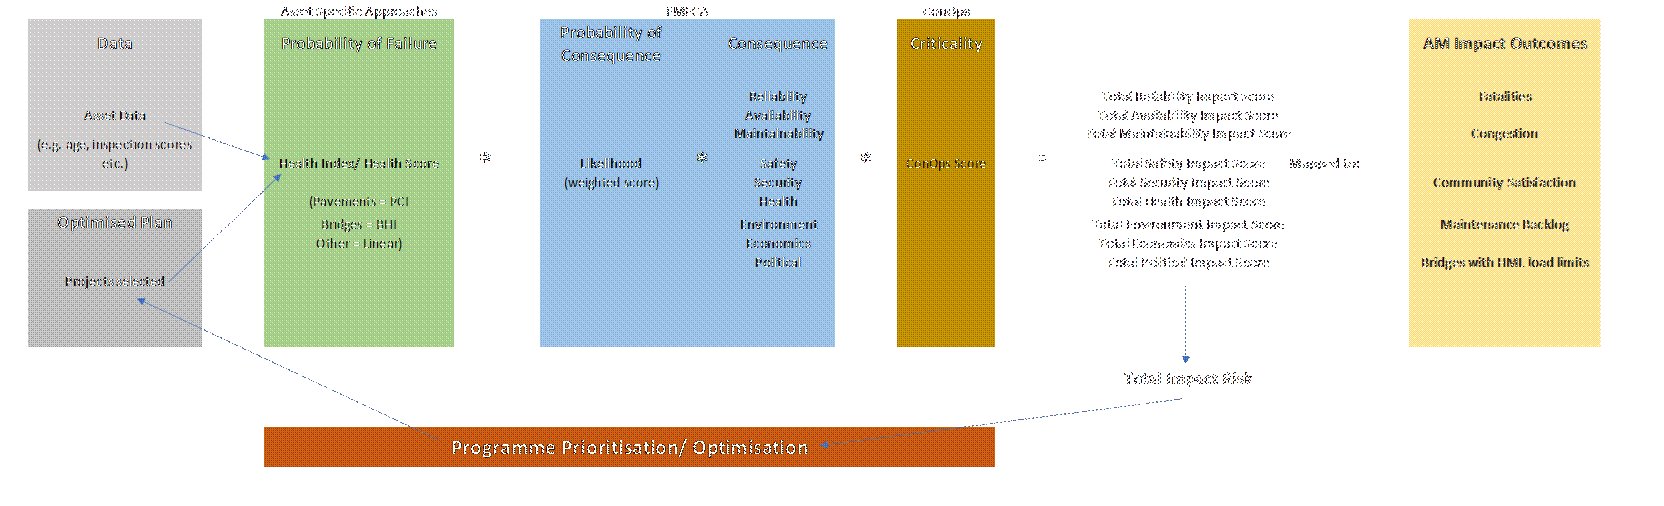 Asset Specific Approaches
FMECA
ConOps
Data
Asset Data
(e.g. age, inspection scores
etc.)
Optimised Plan
Projects selected
Probability of Failure
Health Index/ Health Score
(Pavements = PCI
Bridges = BHI
Other = Linear)
*
Probability of
Consequence
Likelihood
(weighted score)
*
Consequence
Reliability
Availability
Maintainability
Safety
Security
Health
Environment
Economics
Political
*
Criticality
ConOps Score
=
Total Reliability Impact Score
Total Availability Impact Score
Total Maintainability Impact Score
Total Safety Impact Score
Total Security Impact Score
Total Health Impact Score
Total Environment Impact Score
Total Economics Impact Score
Total Political Impact Score
Mapped to:
AM Impact Outcomes
Fatalities
Congestion
Community Satisfaction
Maintenance Backlog
Bridges with HML load limits
Total Impact Risk
Programme Prioritisation/ Optimisation